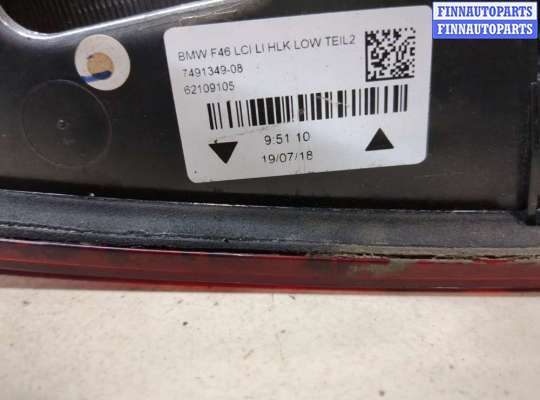 FINNAUTOPARTS
FINNAUTOPARTS
BMW F46 LCI LI HLK LOW TEIL2
7491349-08
62109105
9:51 10
19/07/18